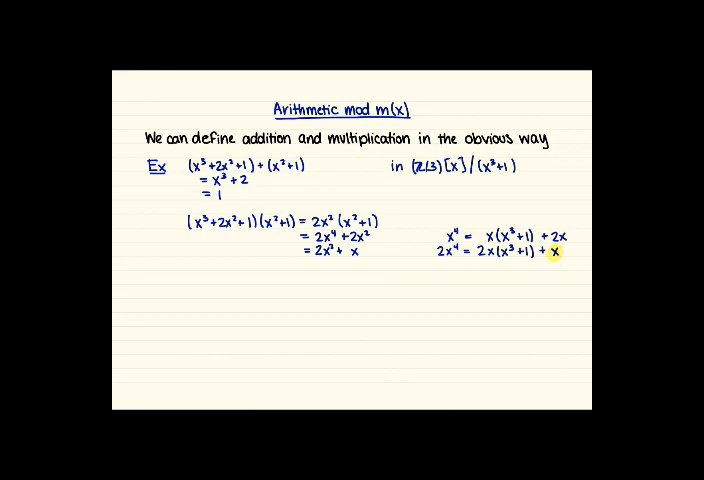 Arithmetic mod m(x)
We can define addition and multiplication in the obvious way
Ex (x³+2x²+1)+(x²+1) in (ℤ/3)[x]/(x³+1)
= x³+2
= 1
(x³+2x²+1)(x²+1) = 2x²(x²+1)
= 2x⁴+2x² x⁴ = x(x³+1) + 2x
= 2x²+ x 2x⁴ = 2x(x³+1) + x